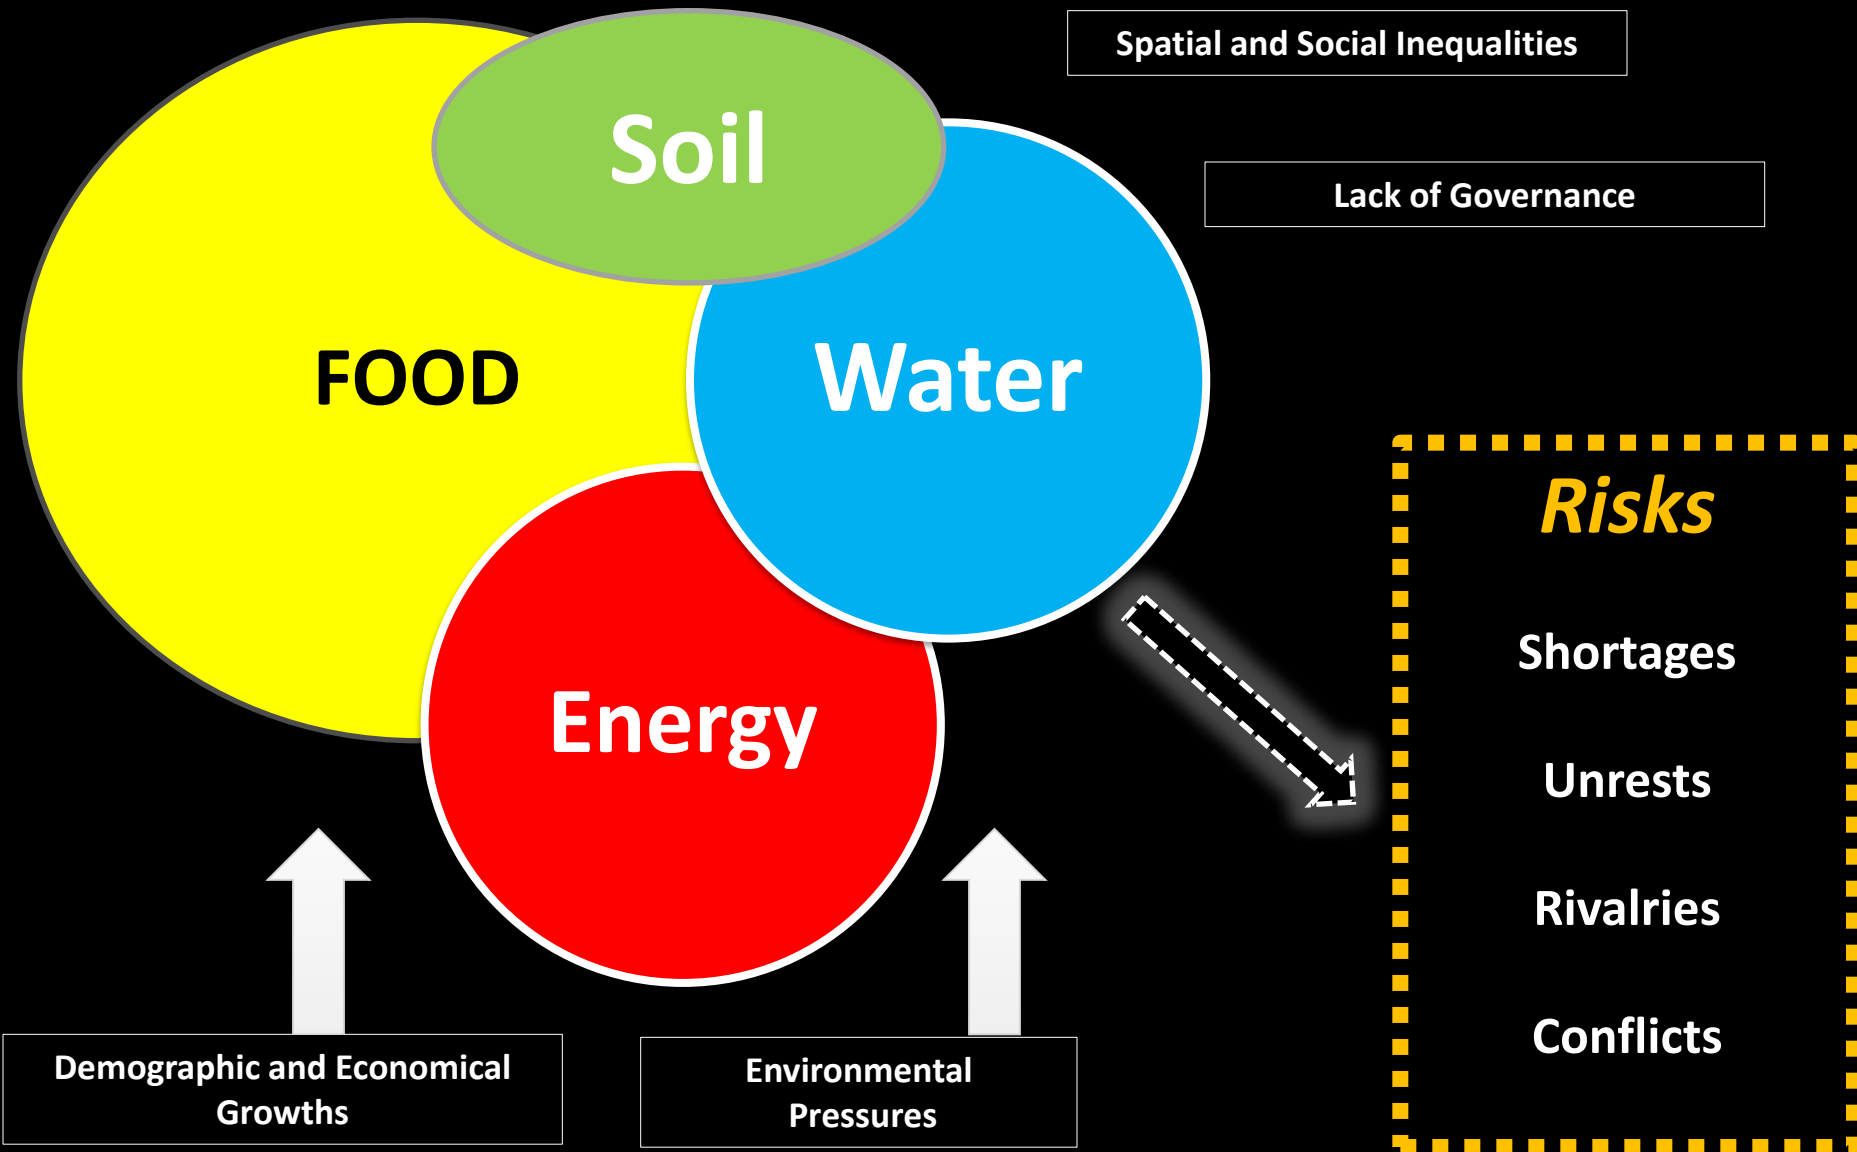 Spatial and Social Inequalities
Soil
Lack of Governance
FOOD
Water
Risks
Shortages
Energy
Unrests
Rivalries
Conflicts
Demographic and Economical
Growths
Environmental
Pressures